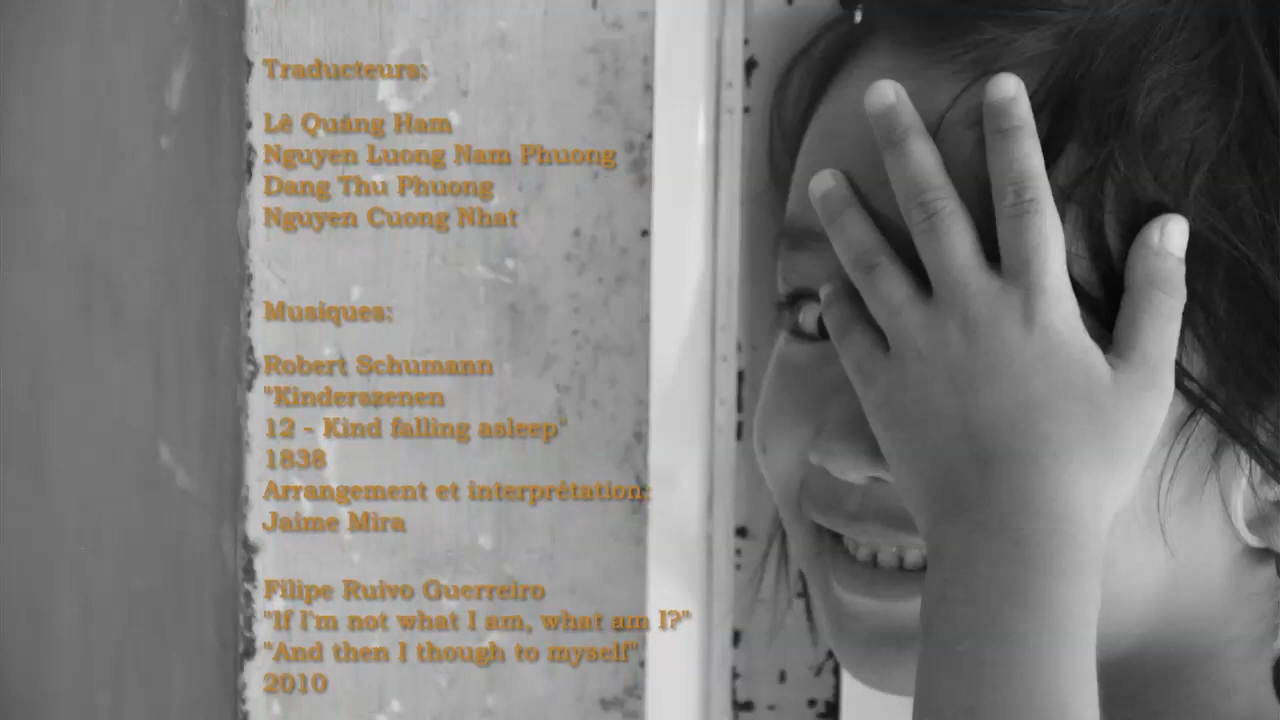 Traducteurs:
Lê Quang Ham
Nguyen Luong Nam Phuong
Dang Thu Phuong
Nguyen Cuong Nhat
Musiques:
Robert Schumann
"Kinderszenen
12 - Kind falling asleep"
1838
Arrangement et interprétation:
Jaime Mira
Filipe Ruivo Guerreiro
"If I'm not what I am, what am I?"
"And then I though to myself"
2010